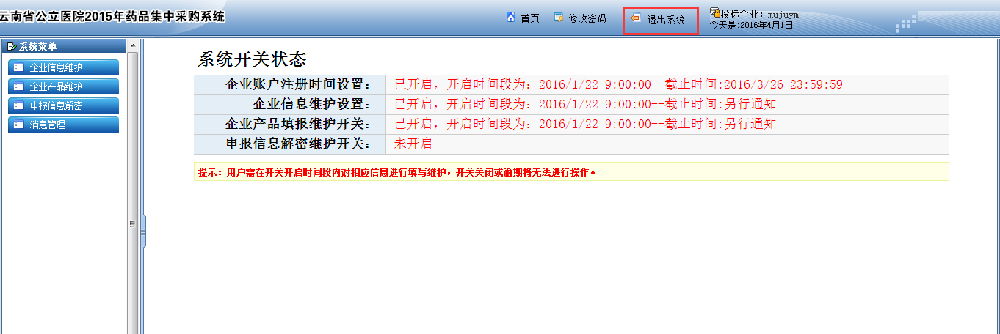 云南省公立医院2015年药品集中采购系统
首页 修改密码 退出系统 投标企业：mujuym
今天是:2016年4月1日
系统菜单
企业信息维护
企业产品维护
申报信息解密
消息管理
系统开关状态
企业账户注册时间设置： 已开启，开启时间段为：2016/1/22 9:00:00--截止时间:2016/3/26 23:59:59
企业信息维护设置： 已开启，开启时间段为：2016/1/22 9:00:00--截止时间:另行通知
企业产品填报维护开关： 已开启，开启时间段为：2016/1/22 9:00:00--截止时间:另行通知
申报信息解密维护开关： 未开启
提示：用户需在开关开启时间段内对相应信息进行填写维护，开关关闭或逾期将无法进行操作。